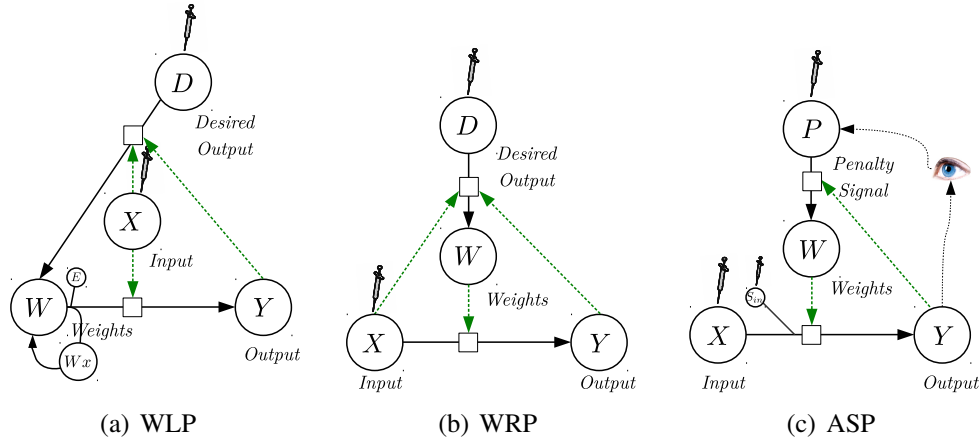 D
Desired
Output
X
Input
W
E
Weights
Wx
Y
Output
(a) WLP
D
Desired
Output
W
Weights
X
Input
Y
Output
(b) WRP
P
Penalty
Signal
W
Weights
S_in
X
Input
Y
Output
(c) ASP